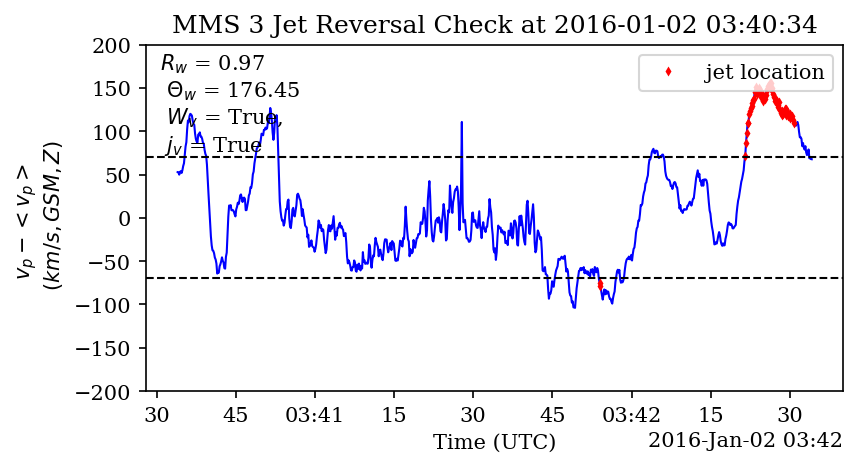 MMS 3 Jet Reversal Check at 2016-01-02 03:40:34
200
150
100
50
0
−50
−100
−150
−200
v_p − <v_p>
(km/s, GSM, Z)
R_w = 0.97
Θ_w = 176.45
W_v = True,
j_v = True
jet location
30 45 03:41 15 30 45 03:42 15 30
Time (UTC)
2016-Jan-02 03:42